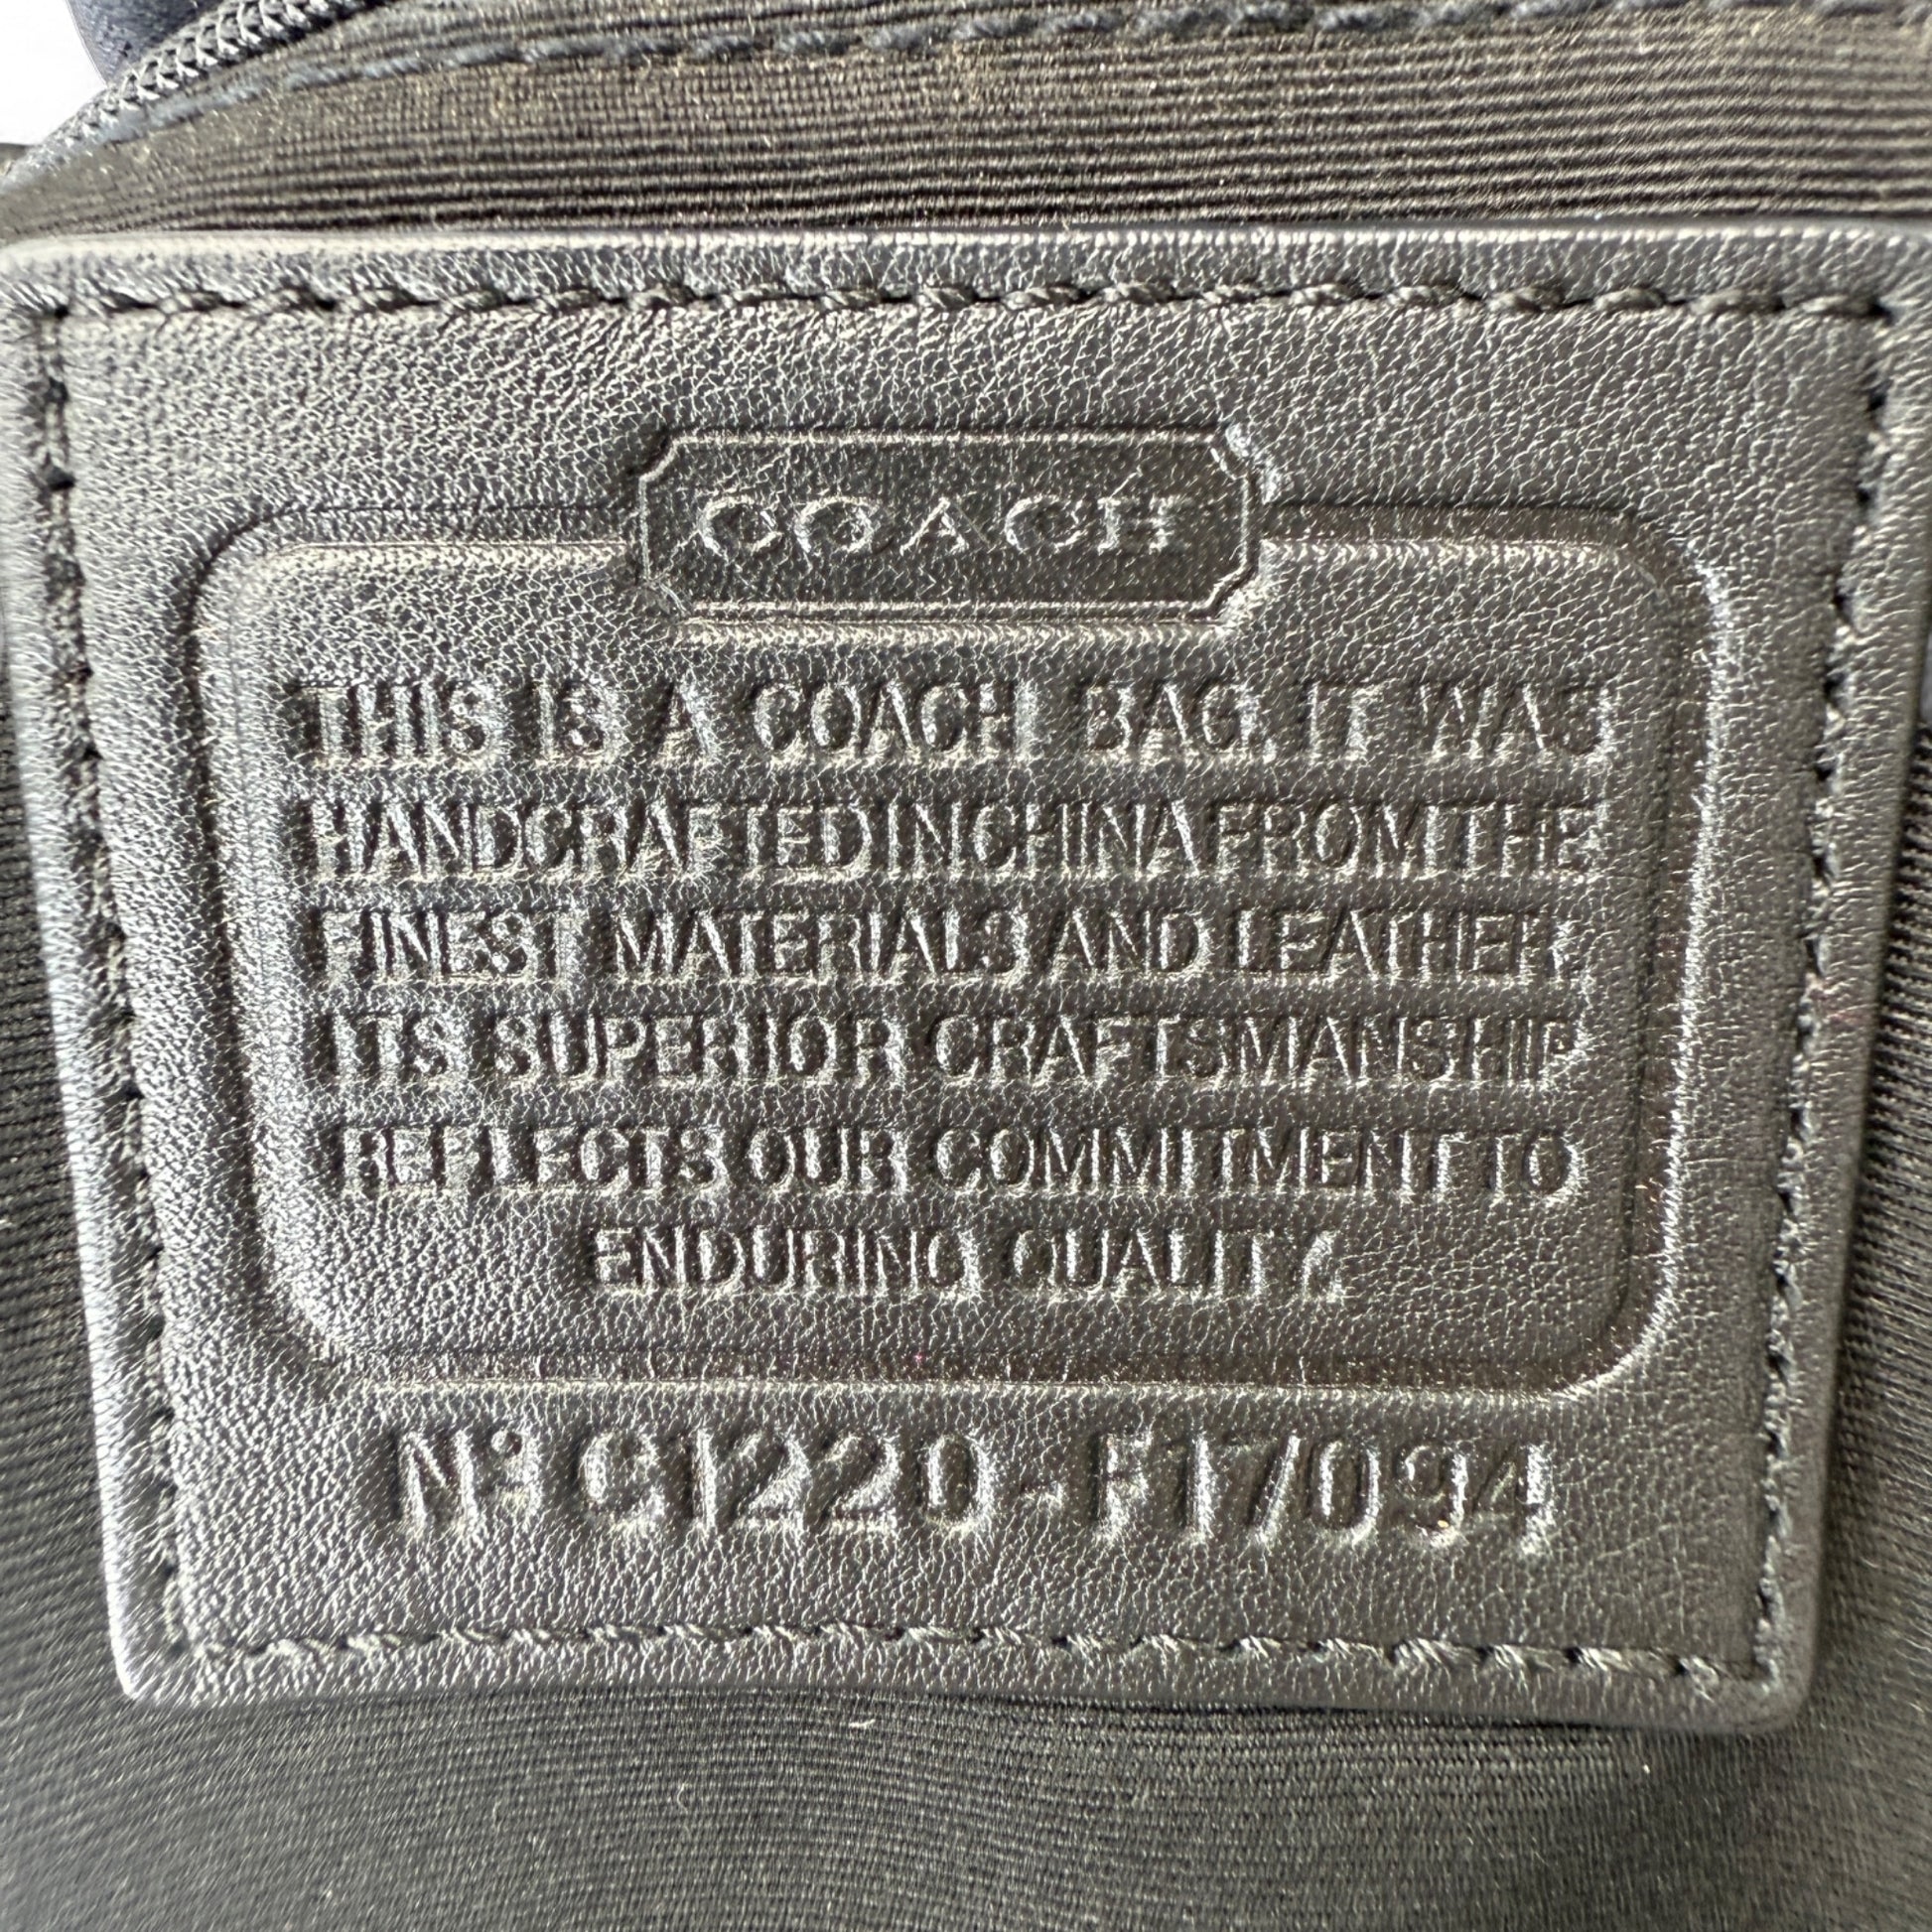 COACH
THIS IS A COACH BAG. IT WAS
HANDCRAFTED IN CHINA FROM THE
FINEST MATERIALS AND LEATHER.
ITS SUPERIOR CRAFTSMANSHIP
REFLECTS OUR COMMITMENT TO
ENDURING QUALITY.
Nº C1220-F17094